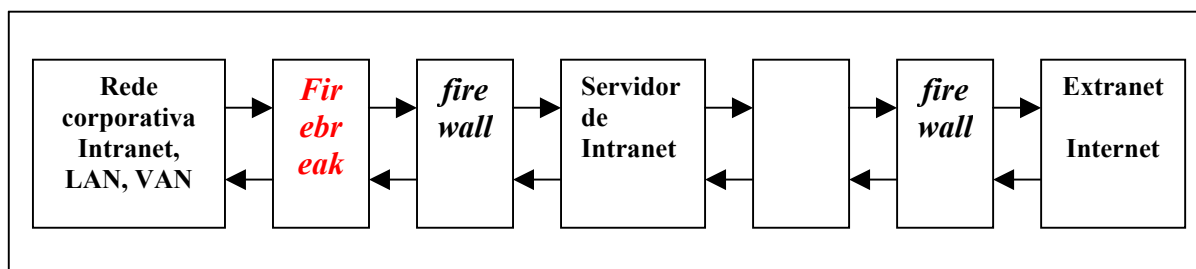 Rede
corporativa
Intranet,
LAN, VAN
Fir
ebr
eak
fire
wall
Servidor
de
Intranet
fire
wall
Extranet
Internet